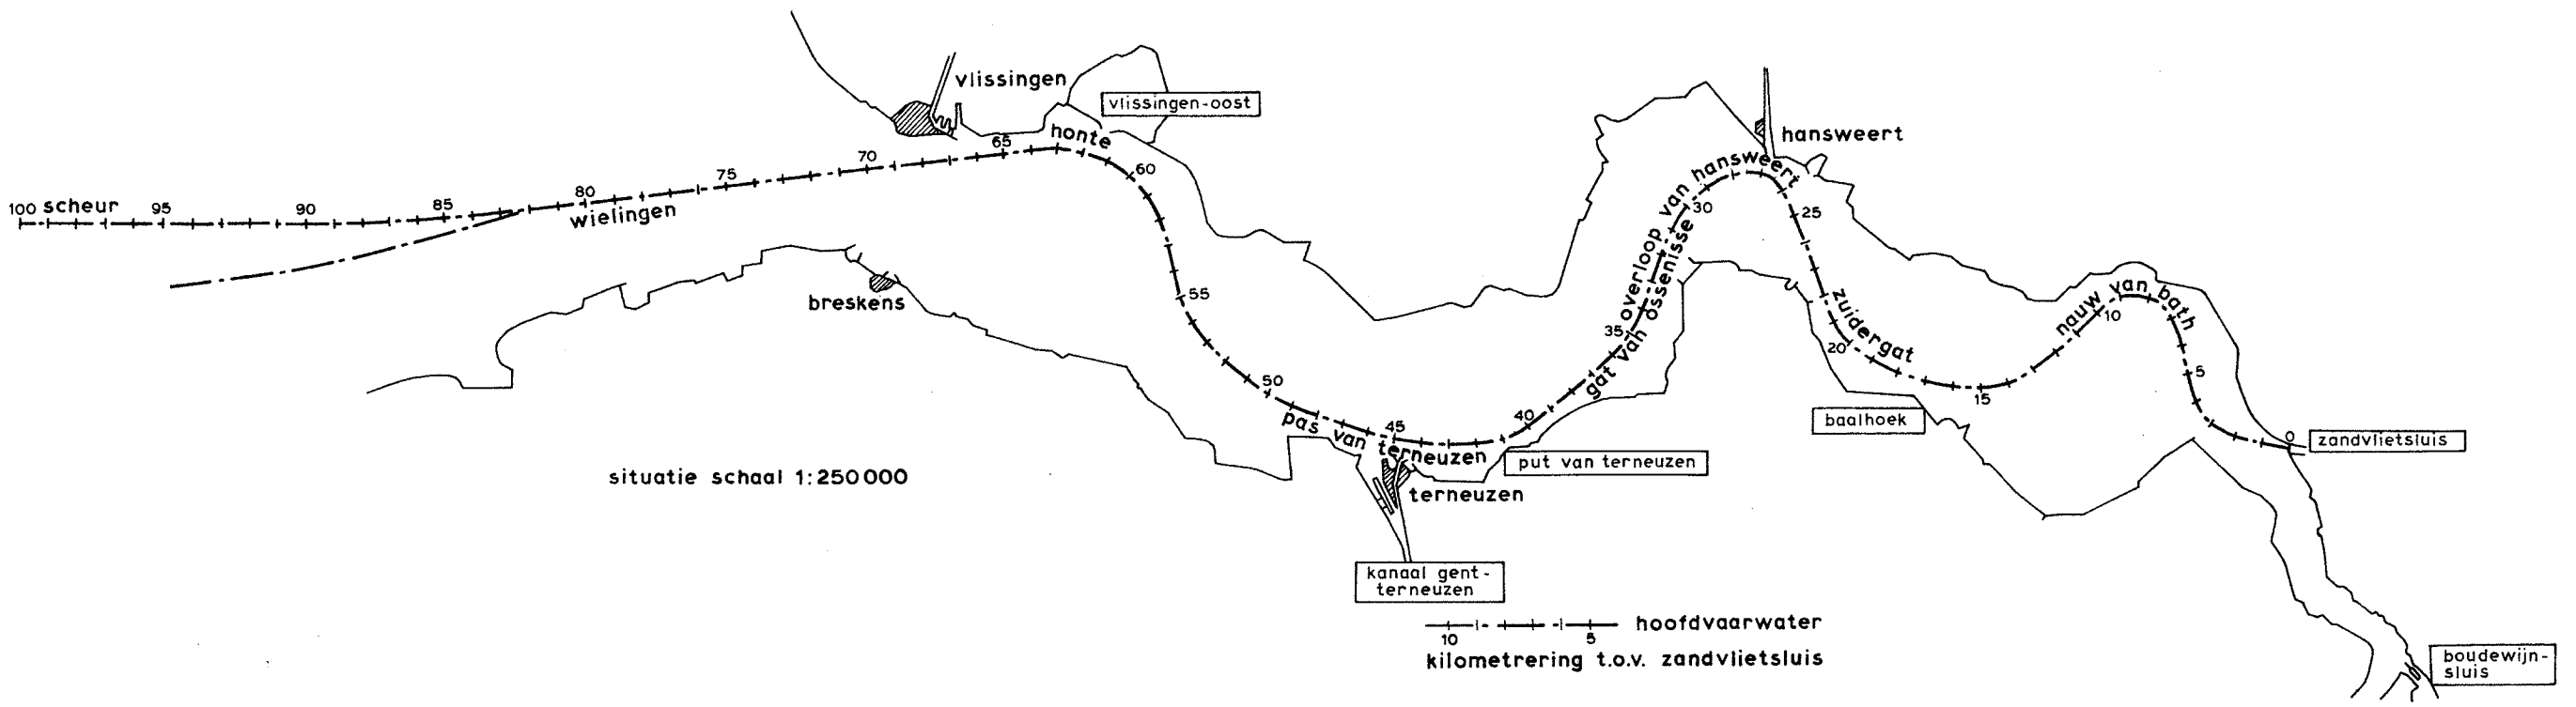 vlissingen
vlissingen-oost
honte
hansweert
65
70
60
75
80
85
90
95
100 scheur
wielingen
breskens
55
50
pas van terneuzen
45
40
put van terneuzen
terneuzen
kanaal gent-
terneuzen
gat van ossenisse
overloop van hansweert
35
30
25
zuidergat
20
baalhoek
15
nauw van bath
10
5
0
zandvlietsluis
boudewijn-
sluis
situatie schaal 1:250 000
hoofdvaarwater
10 5
kilometrering t.o.v. zandvlietsluis